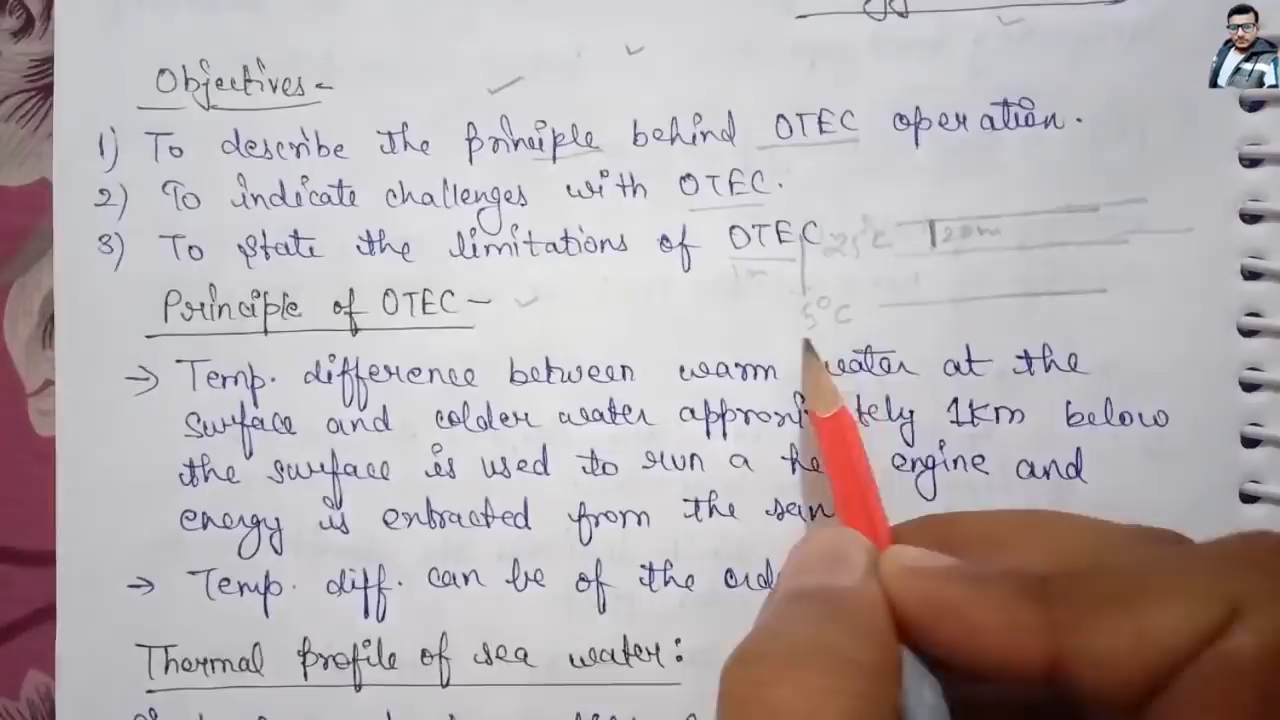 Objectives-
1) To describe the principle behind OTEC operation.
2) To indicate challenges with OTEC.
3) To state the limitations of OTEC
25°C
20m
1m
5°C
Principle of OTEC-
→ Temp. difference between warm water at the
surface and colder water 1km below
the surface is used to run a engine and
energy is extracted from the
→ Temp. diff. can be of the
Thermal profile of sea water: